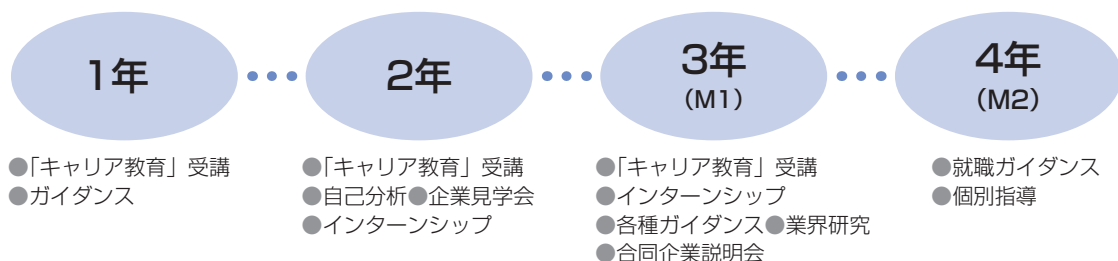 1年
2年
3年
(M1)
4年
(M2)
●「キャリア教育」受講
●ガイダンス
●「キャリア教育」受講
●自己分析●企業見学会
●インターンシップ
●「キャリア教育」受講
●インターンシップ
●各種ガイダンス●業界研究
●合同企業説明会
●就職ガイダンス
●個別指導